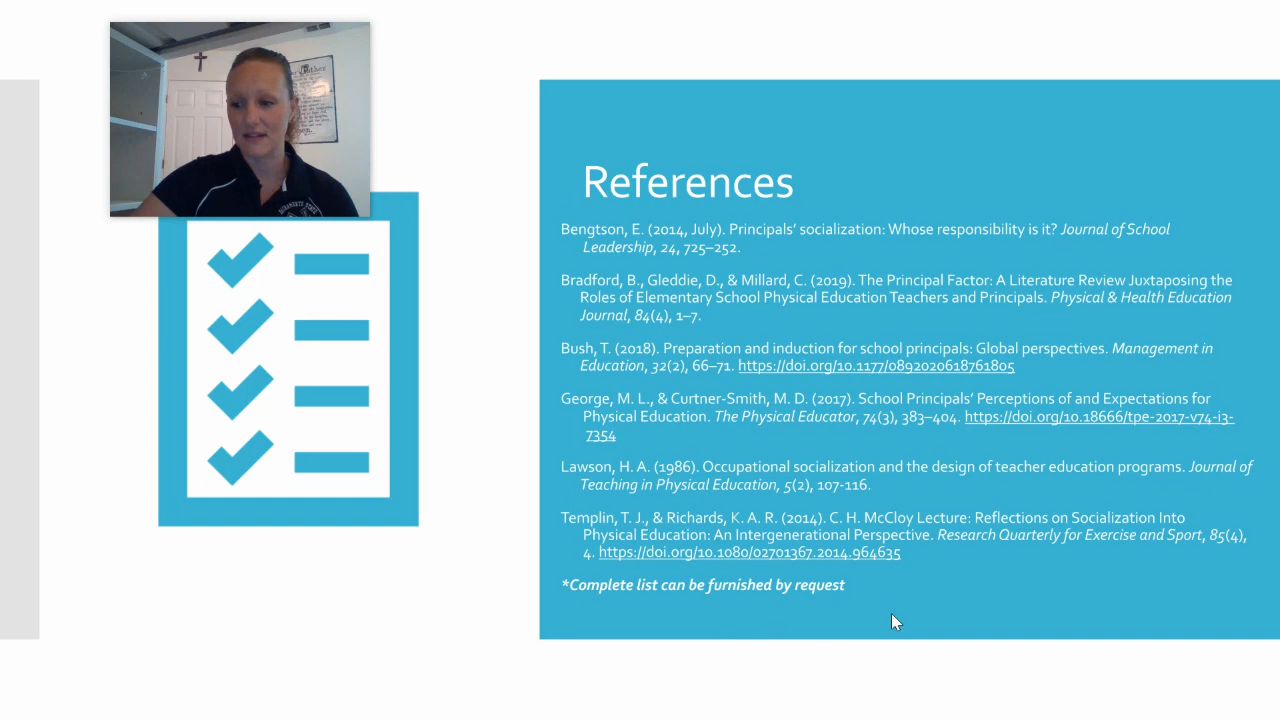 References
Bengtson, E. (2014, July). Principals' socialization: Whose responsibility is it? Journal of School
Leadership, 24, 725–252.
Bradford, B., Gleddie, D., & Millard, C. (2019). The Principal Factor: A Literature Review Juxtaposing the
Roles of Elementary School Physical Education Teachers and Principals. Physical & Health Education
Journal, 84(4), 1–7.
Bush, T. (2018). Preparation and induction for school principals: Global perspectives. Management in
Education, 32(2), 66–71. https://doi.org/10.1177/0892020618761805
George, M. L., & Curtner-Smith, M. D. (2017). School Principals' Perceptions of and Expectations for
Physical Education. The Physical Educator, 74(3), 383–404. https://doi.org/10.18666/tpe-2017-v74-i3-
7354
Lawson, H. A. (1986). Occupational socialization and the design of teacher education programs. Journal of
Teaching in Physical Education, 5(2), 107-116.
Templin, T. J., & Richards, K. A. R. (2014). C. H. McCloy Lecture: Reflections on Socialization Into
Physical Education: An Intergenerational Perspective. Research Quarterly for Exercise and Sport, 85(4),
4. https://doi.org/10.1080/02701367.2014.964635
*Complete list can be furnished by request